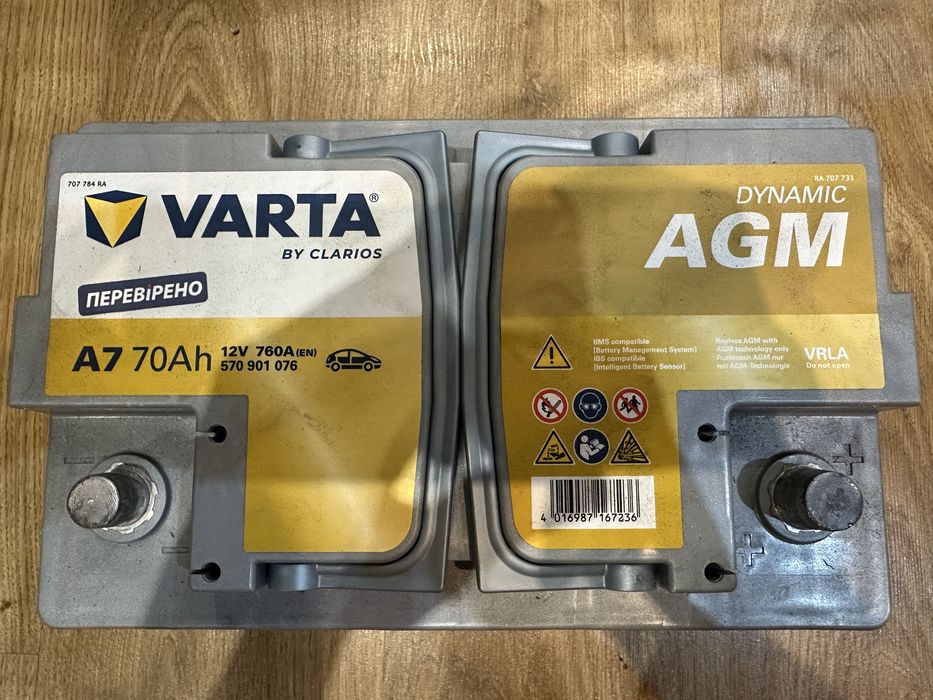 707 784 RA
VARTA®
BY CLARIOS
ПЕРЕВІРЕНО
A7 70Ah 12V 760A(EN)
570 901 076
RA 707 731
DYNAMIC
AGM
BMS compatible
[Battery Management System]
IBS compatible
[Intelligent Battery Sensor]
Replace AGM with
AGM technology only
Austausch AGM nur
mit AGM-Technologie
VRLA
Do not open
4 016987 167236